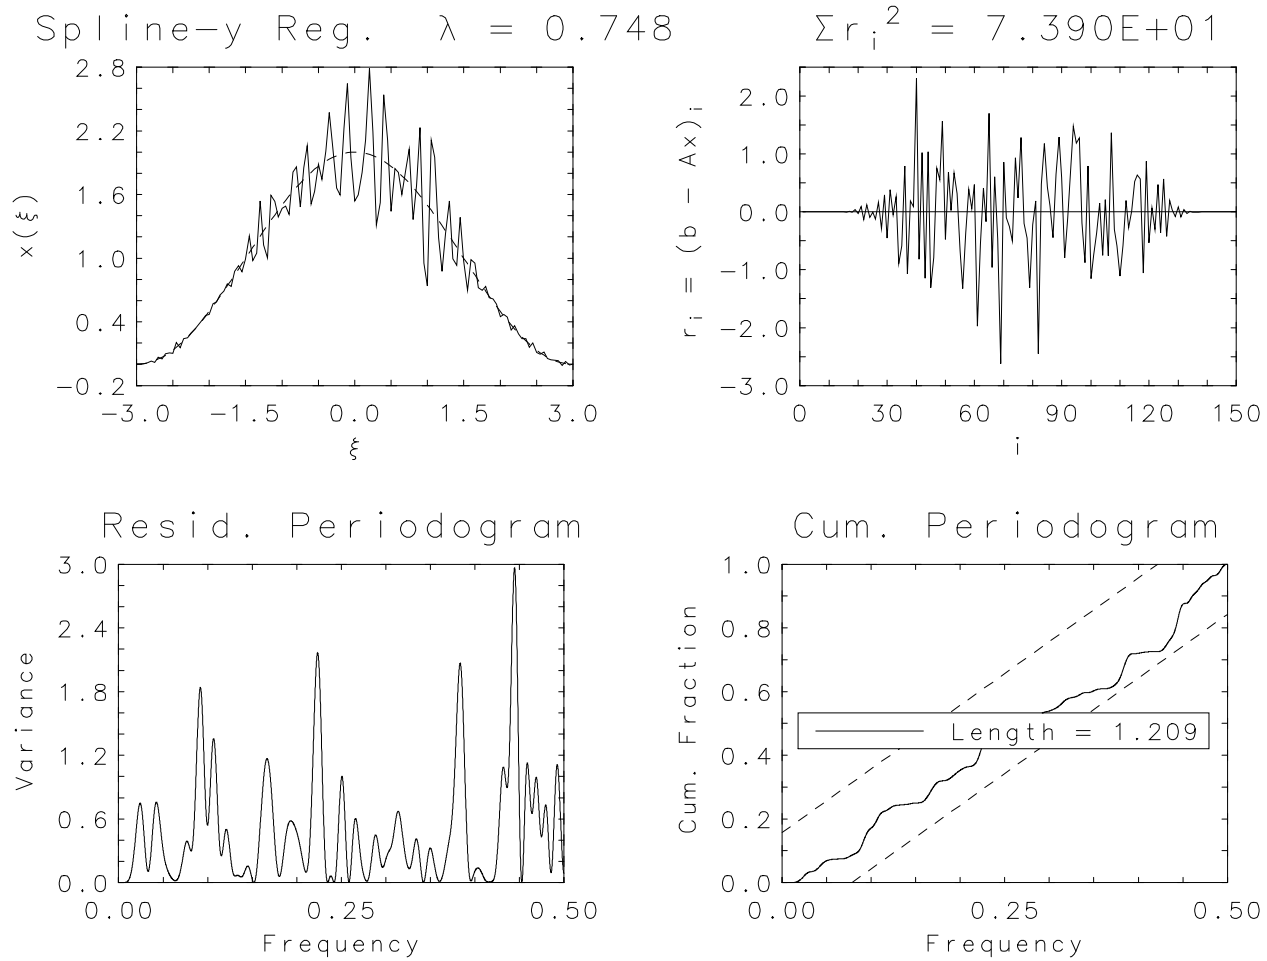 Spline-y Reg. λ = 0.748
Σrᵢ² = 7.390E+01
2.8
2.2
1.6
1.0
0.4
-0.2
x(ξ)
-3.0 -1.5 0.0 1.5 3.0
ξ
2.0
1.0
0.0
-1.0
-2.0
-3.0
rᵢ = (b - Ax)ᵢ
0 30 60 90 120 150
i
Resid. Periodogram
3.0
2.4
1.8
1.2
0.6
0.0
Variance
0.00 0.25 0.50
Frequency
Cum. Periodogram
1.0
0.8
0.6
0.4
0.2
0.0
Cum. Fraction
Length = 1.209
0.00 0.25 0.50
Frequency